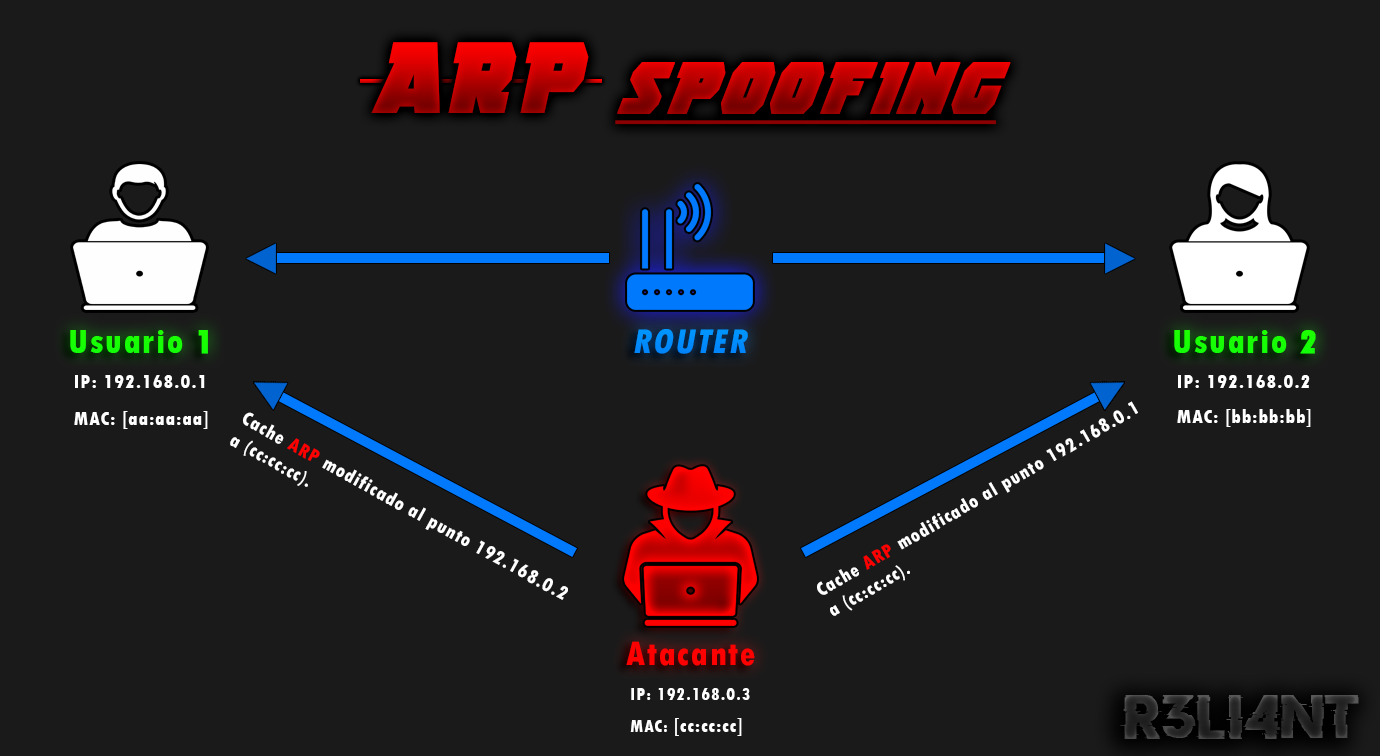 ARP SPOOF1NG
ROUTER
Usuario 1
IP: 192.168.0.1
MAC: [aa:aa:aa]
Usuario 2
IP: 192.168.0.2
MAC: [bb:bb:bb]
Cache ARP modificado al punto 192.168.0.2
a (cc:cc:cc).
Cache ARP modificado al punto 192.168.0.1
a (cc:cc:cc).
Atacante
IP: 192.168.0.3
MAC: [cc:cc:cc]
R3LI4NT